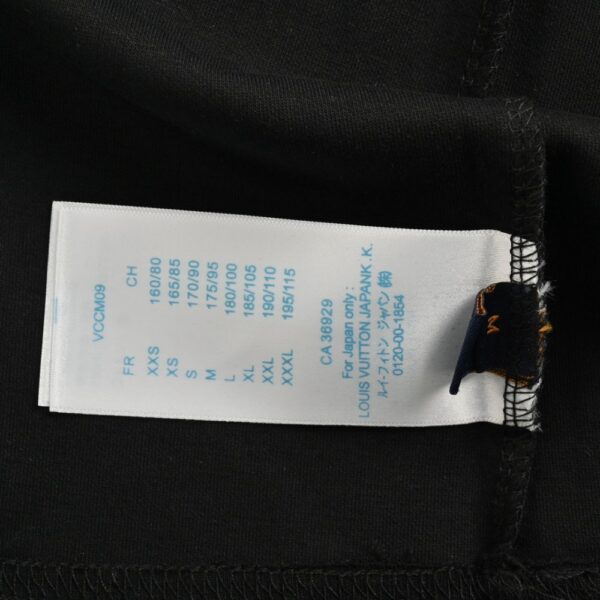 VCCM09
FR CH
XXS 160/80
XS 165/85
S 170/90
M 175/95
L 180/100
XL 185/105
XXL 190/110
XXXL 195/115
CA 36929
For Japan only :
LOUIS VUITTON JAPANK .K.
ルイ・フィトン ジャパン ㈱
0120-00-1854
M